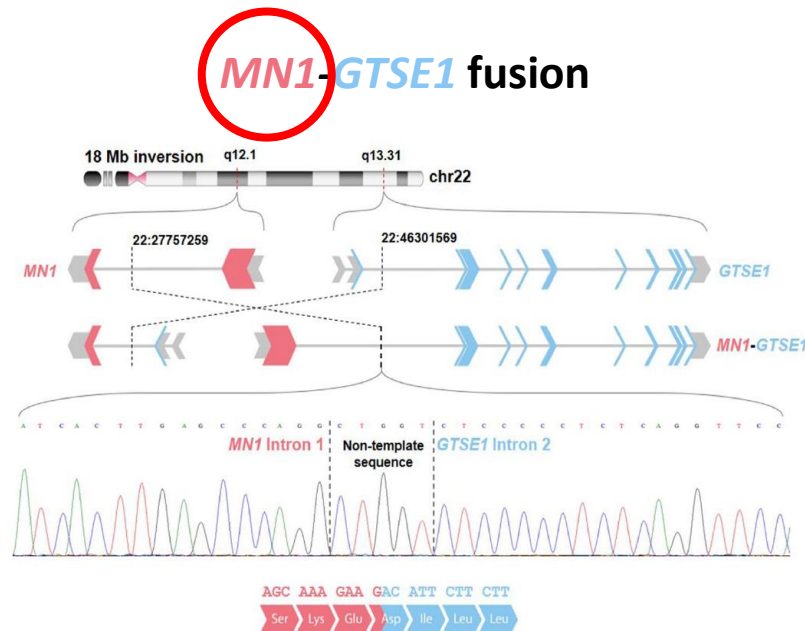 MN1-GTSE1 fusion
18 Mb inversion q12.1 q13.31
chr22
22:27757259 22:46301569
MN1 GTSE1
MN1-GTSE1
A T C A C T T G A G C C C A G G C T G G T C T C C C C C T C T C A G G T T C C
MN1 Intron 1 Non-template sequence GTSE1 Intron 2
AGC AAA GAA GAC ATT CTT CTT
Ser Lys Glu Asp Ile Leu Leu